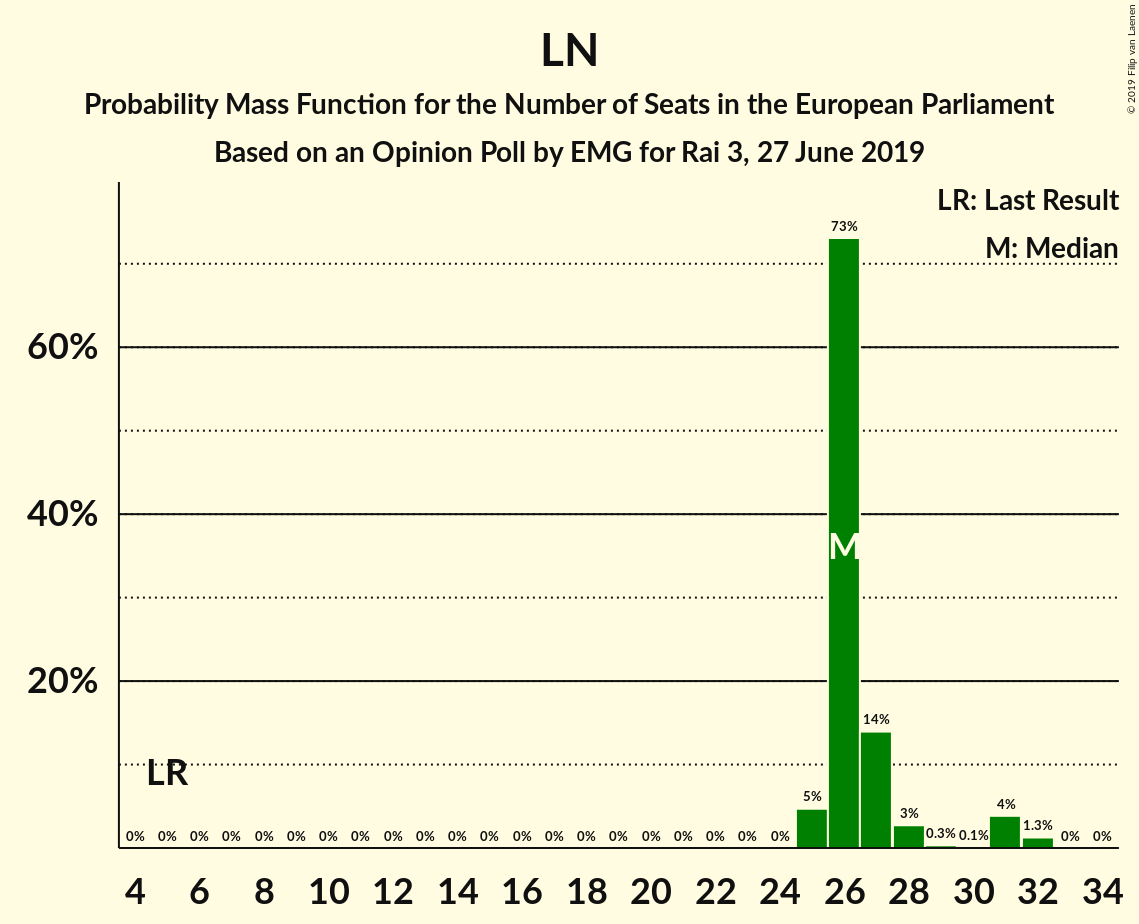 LN
Probability Mass Function for the Number of Seats in the European Parliament
Based on an Opinion Poll by EMG for Rai 3, 27 June 2019
© 2019 Filip van Laenen
LR: Last Result
M: Median
60%
40%
20%
LR
M
0% 0% 0% 0% 0% 0% 0% 0% 0% 0% 0% 0% 0% 0% 0% 0% 0% 0% 0% 0% 0% 5% 73% 14% 3% 0.3% 0.1% 4% 1.3% 0% 0%
4 6 8 10 12 14 16 18 20 22 24 26 28 30 32 34